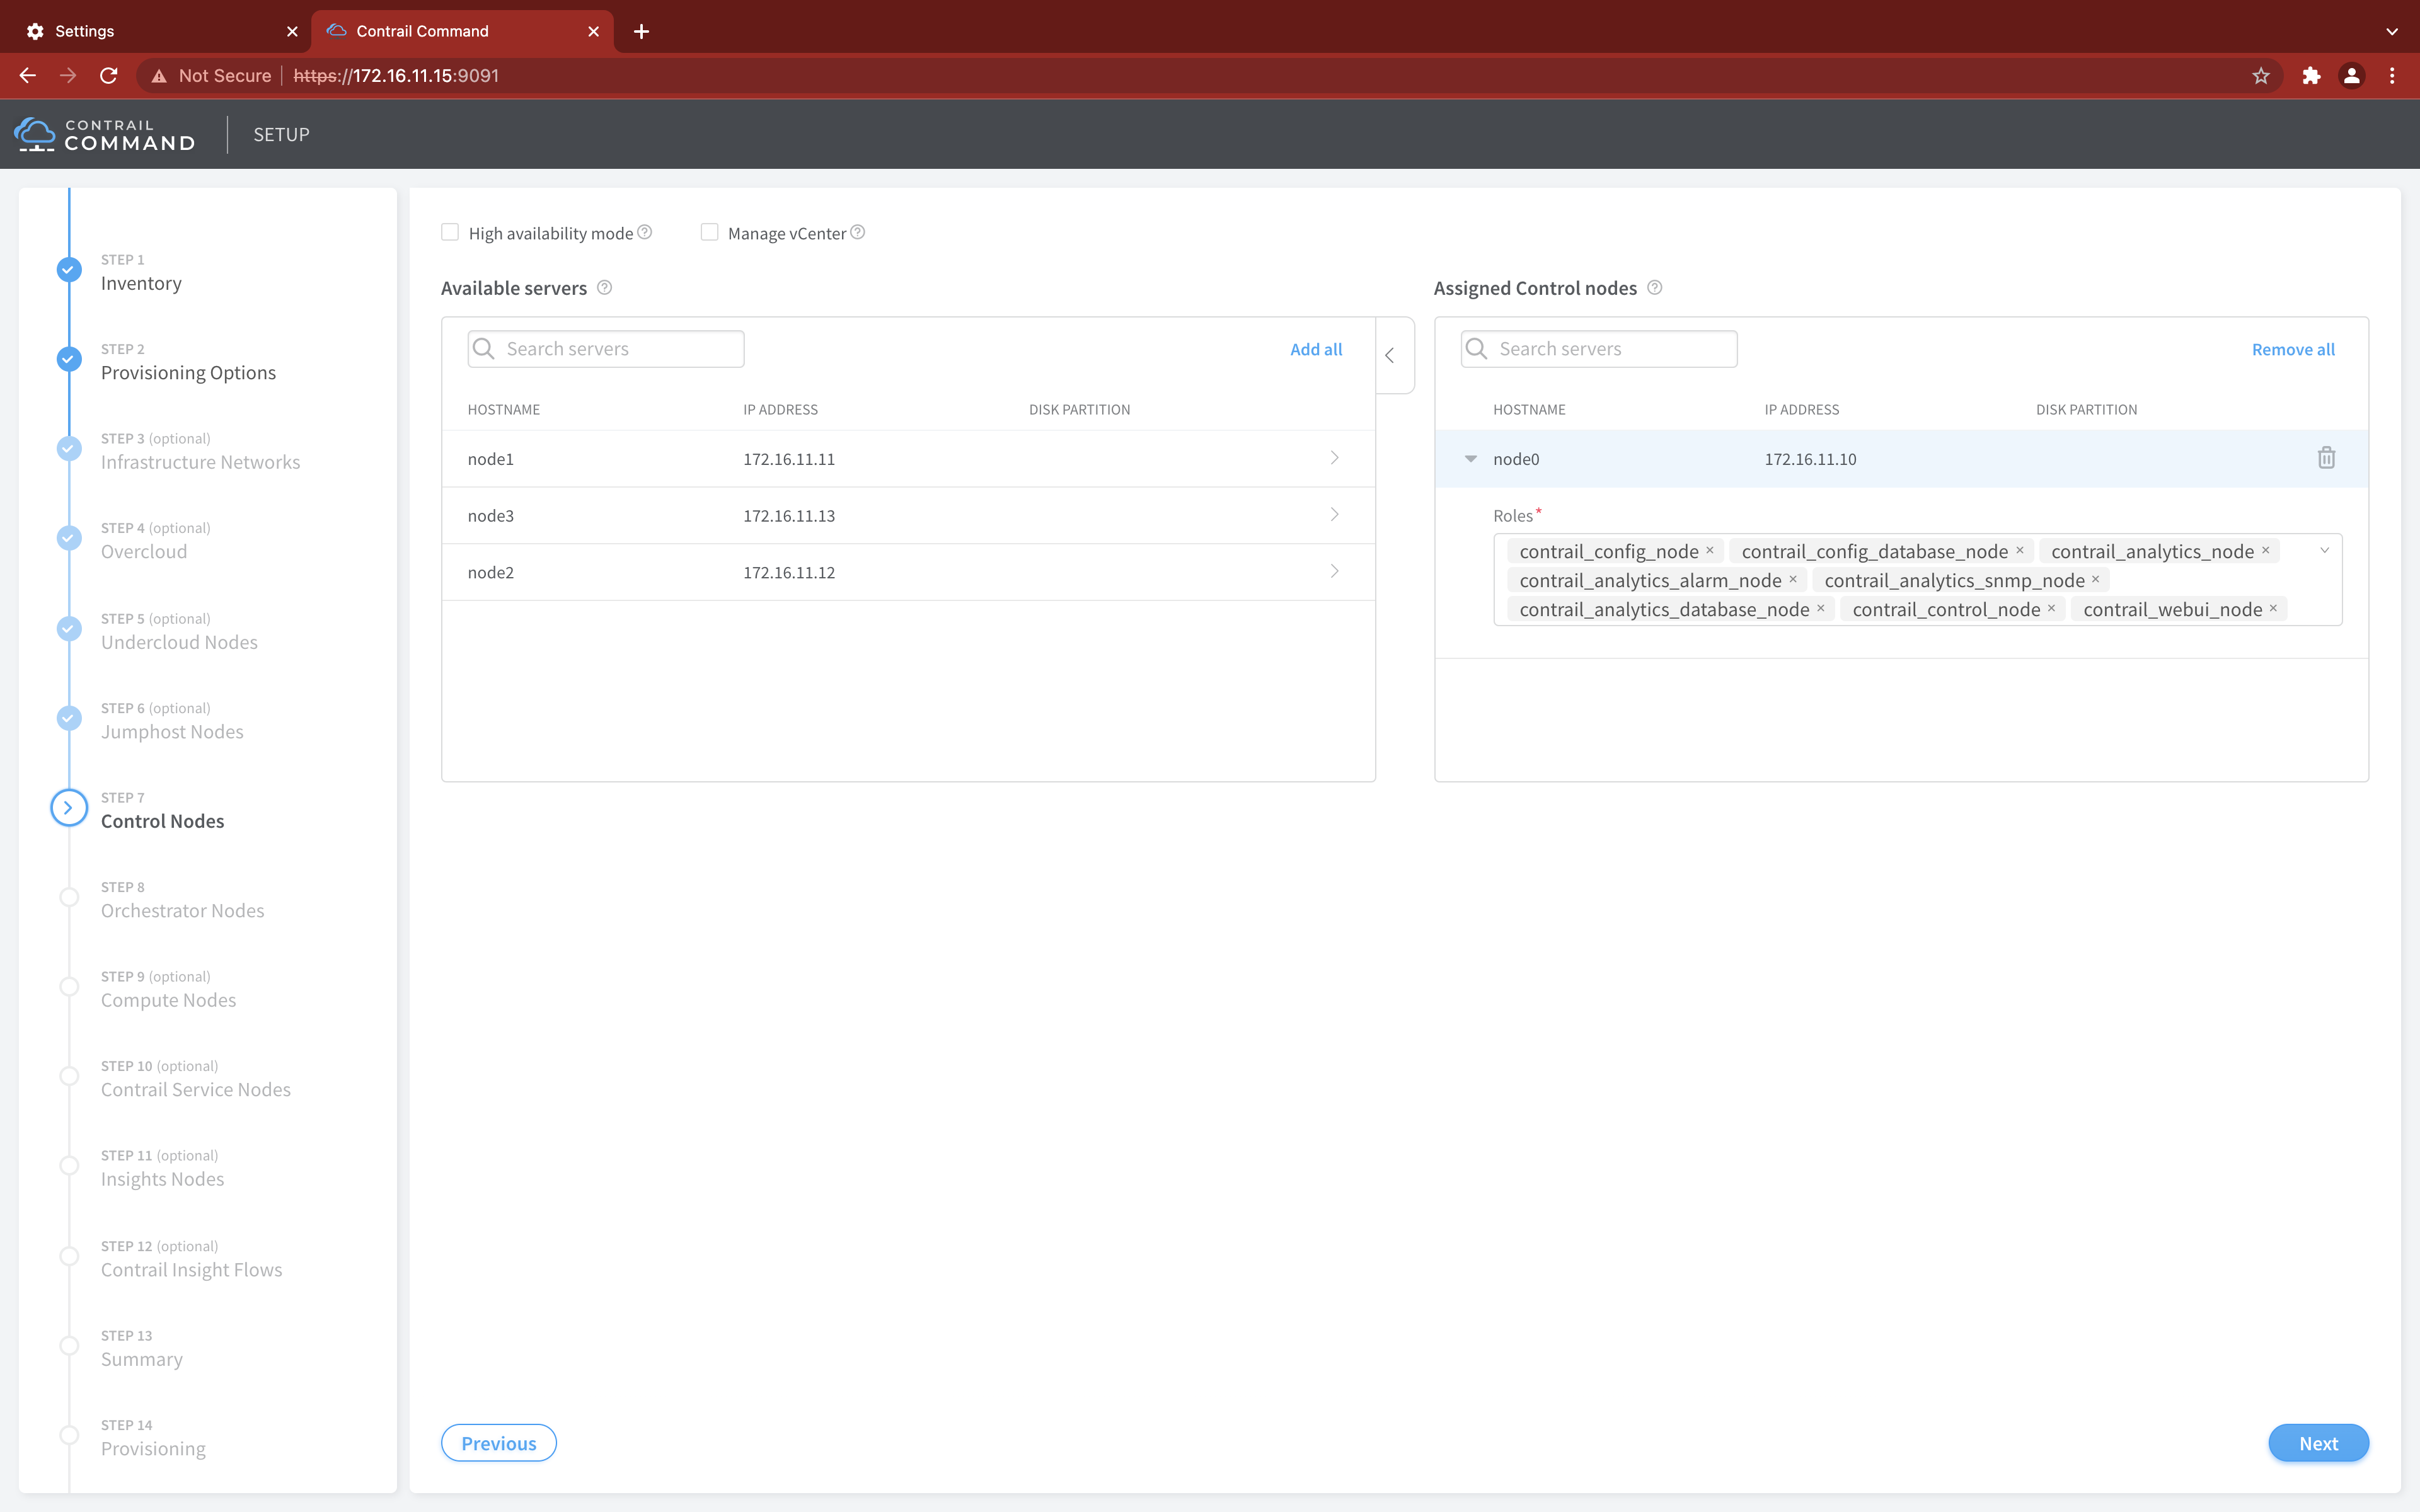 Settings
Contrail Command
Not Secure
https://172.16.11.15:9091
CONTRAIL
COMMAND
SETUP
STEP 1
Inventory
STEP 2
Provisioning Options
STEP 3 (optional)
Infrastructure Networks
STEP 4 (optional)
Overcloud
STEP 5 (optional)
Undercloud Nodes
STEP 6 (optional)
Jumphost Nodes
STEP 7
Control Nodes
STEP 8
Orchestrator Nodes
STEP 9 (optional)
Compute Nodes
STEP 10 (optional)
Contrail Service Nodes
STEP 11 (optional)
Insights Nodes
STEP 12 (optional)
Contrail Insight Flows
STEP 13
Summary
STEP 14
Provisioning
High availability mode ?
Manage vCenter ?
Available servers ?
Search servers
Add all
HOSTNAME IP ADDRESS DISK PARTITION
node1 172.16.11.11
node3 172.16.11.13
node2 172.16.11.12
Assigned Control nodes ?
Search servers
Remove all
HOSTNAME IP ADDRESS DISK PARTITION
node0 172.16.11.10
Roles*
contrail_config_node × contrail_config_database_node × contrail_analytics_node ×
contrail_analytics_alarm_node × contrail_analytics_snmp_node ×
contrail_analytics_database_node × contrail_control_node × contrail_webui_node ×
Previous
Next